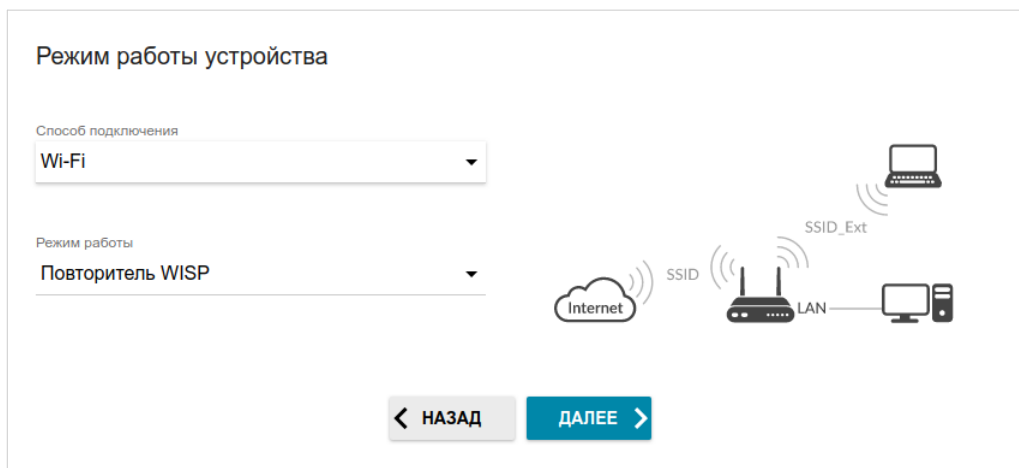 Режим работы устройства
Способ подключения
Wi-Fi
Режим работы
Повторитель WISP
SSID_Ext
SSID
Internet
LAN
НАЗАД
ДАЛЕЕ